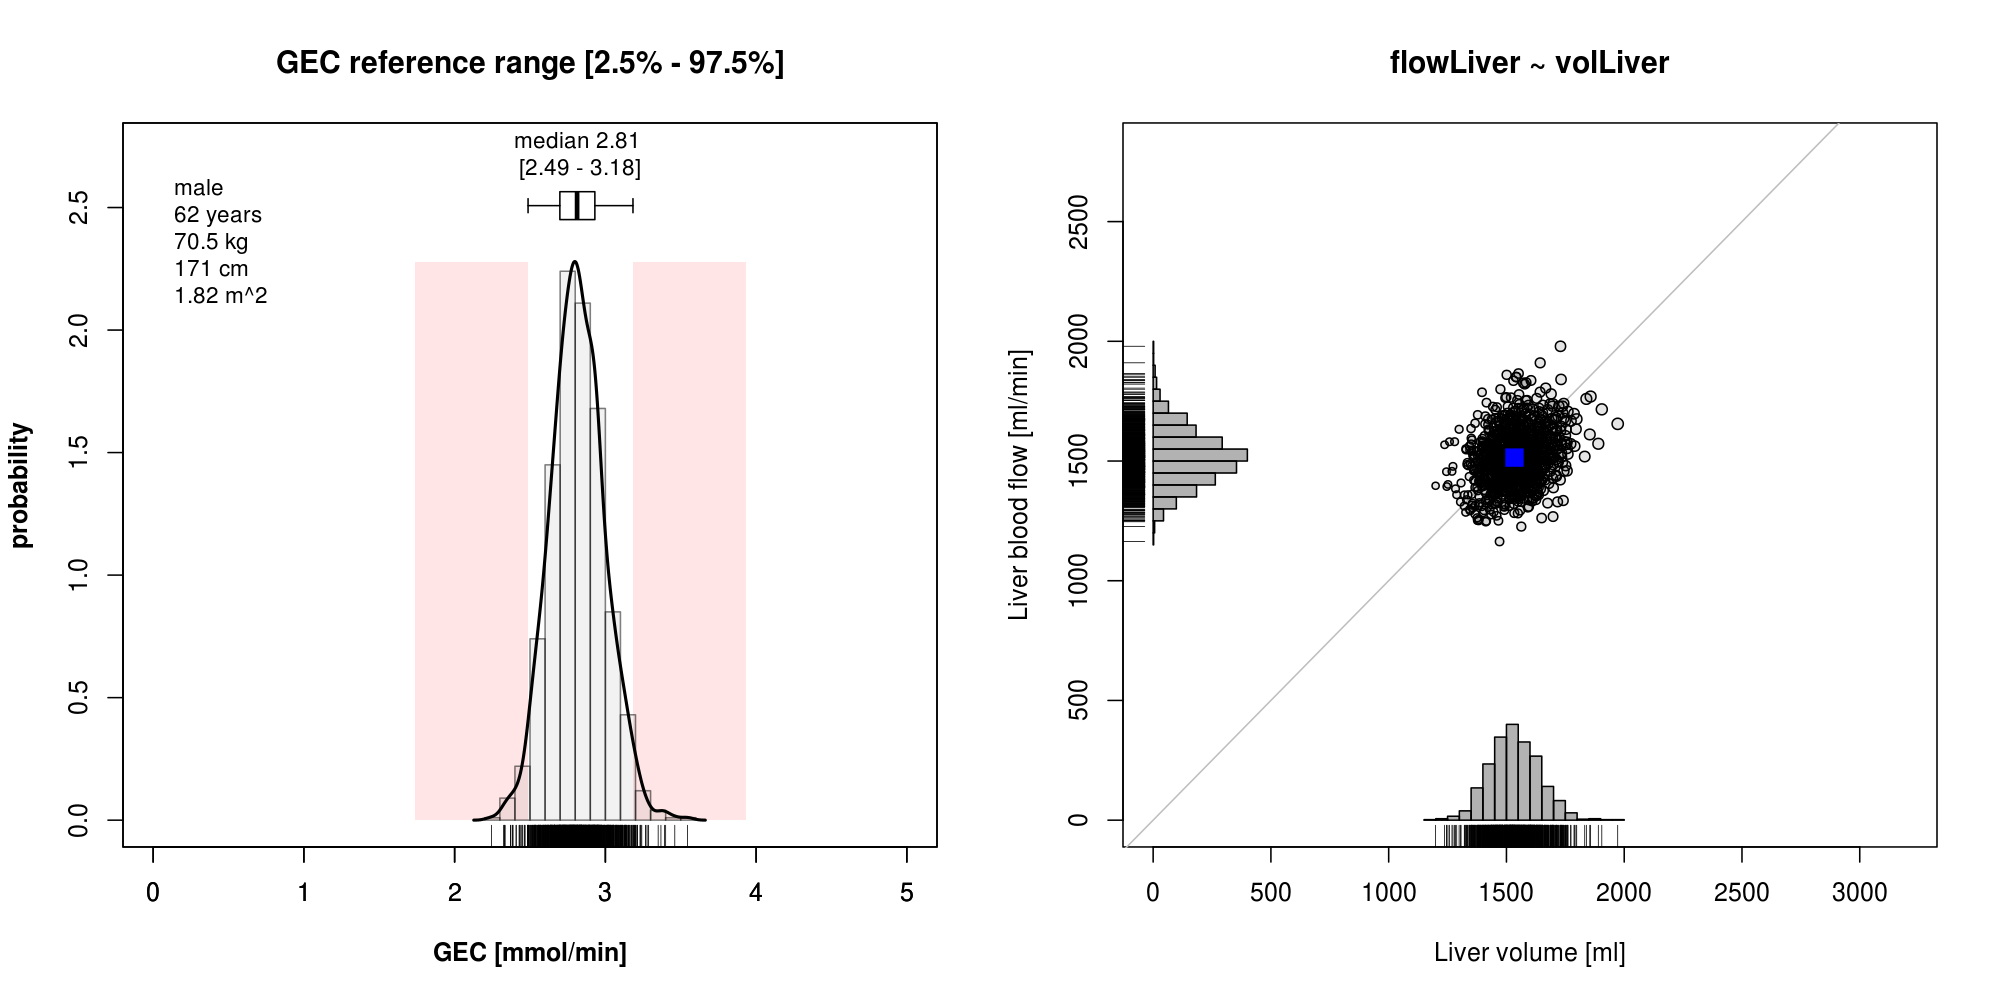 GEC reference range [2.5% - 97.5%]
median 2.81
[2.49 - 3.18]
male
62 years
70.5 kg
171 cm
1.82 m^2
probability
0.0
0.5
1.0
1.5
2.0
2.5
0 1 2 3 4 5
GEC [mmol/min]
flowLiver ~ volLiver
Liver blood flow [ml/min]
0
500
1000
1500
2000
2500
0 500 1000 1500 2000 2500 3000
Liver volume [ml]